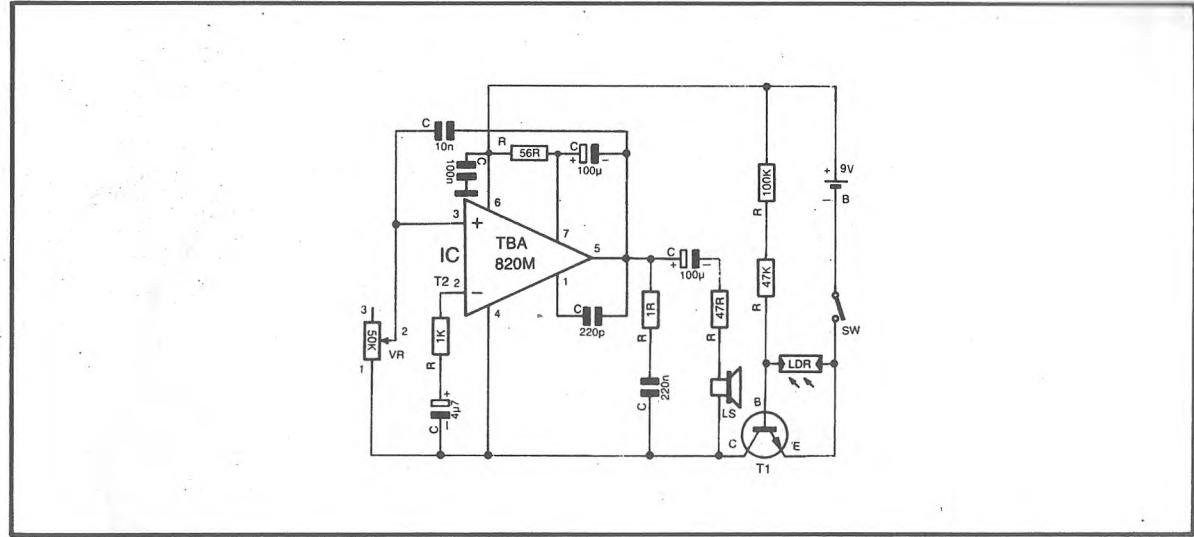 C
10n
C
100n
R
56R
C
+ −
100µ
6
3
+
7
IC
TBA
820M
5
T2 2
−
1
4
C
220p
C
+ −
100µ
1R
R
47R
R
3
50K
2
VR
1
1K
R
+
4µ7
−
C
220n
C
LS
100K
R
47K
R
9V
+
−
B
SW
LDR
B
C
E
T1